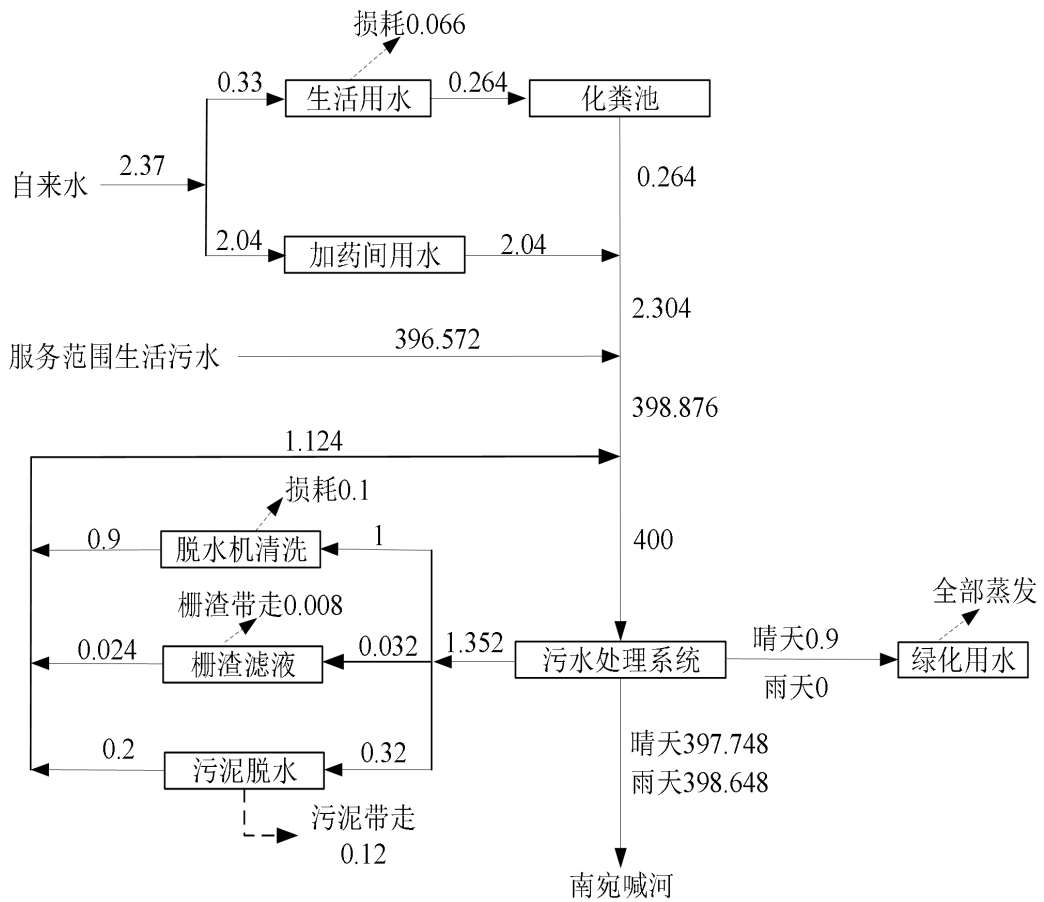 损耗0.066
0.33
生活用水
0.264
化粪池
2.37
自来水
0.264
2.04
加药间用水
2.04
2.304
396.572
服务范围生活污水
398.876
1.124
损耗0.1
0.9
脱水机清洗
1
400
栅渣带走0.008
全部蒸发
0.024
栅渣滤液
0.032
1.352
污水处理系统
晴天0.9
雨天0
绿化用水
0.2
污泥脱水
0.32
晴天397.748
雨天398.648
污泥带走
0.12
南宛喊河